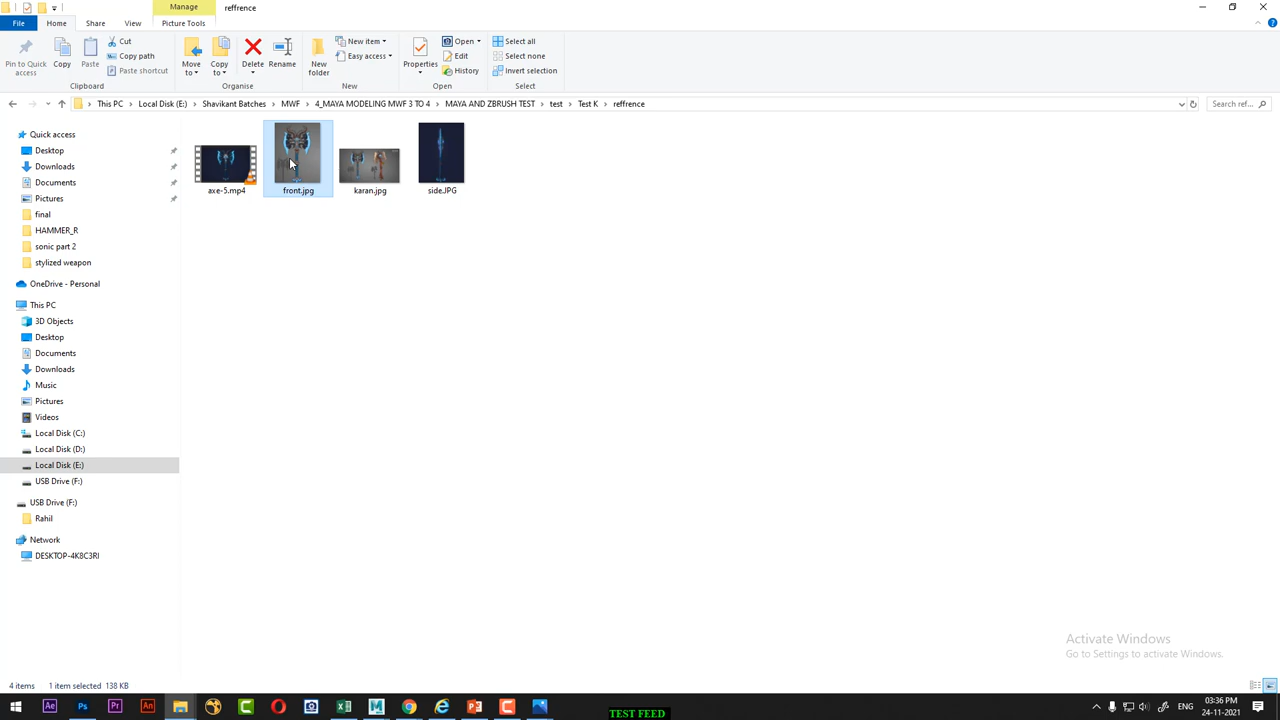 Manage
reffrence
File
Home
Share
View
Picture Tools
Pin to Quick access
Copy
Paste
Cut
Copy path
Paste shortcut
Clipboard
Move to
Copy to
Delete
Rename
Organise
New folder
New item
Easy access
New
Properties
Open
Edit
History
Open
Select all
Select none
Invert selection
Select
This PC
Local Disk (E:)
Shavikant Batches
MWF
4_MAYA MODELING MWF 3 TO 4
MAYA AND ZBRUSH TEST
test
Test K
reffrence
Search ref...
Quick access
Desktop
Downloads
Documents
Pictures
final
HAMMER_R
sonic part 2
stylized weapon
OneDrive - Personal
This PC
3D Objects
Desktop
Documents
Downloads
Music
Pictures
Videos
Local Disk (C:)
Local Disk (D:)
Local Disk (E:)
USB Drive (F:)
USB Drive (F:)
Rahil
Network
DESKTOP-4K8C3RI
axe-5.mp4
front.jpg
karan.jpg
side.JPG
Activate Windows
Go to Settings to activate Windows.
4 items
1 item selected 138 KB
Ae
Ps
Pr
An
TEST FEED
ENG
03:36 PM
24-11-2021